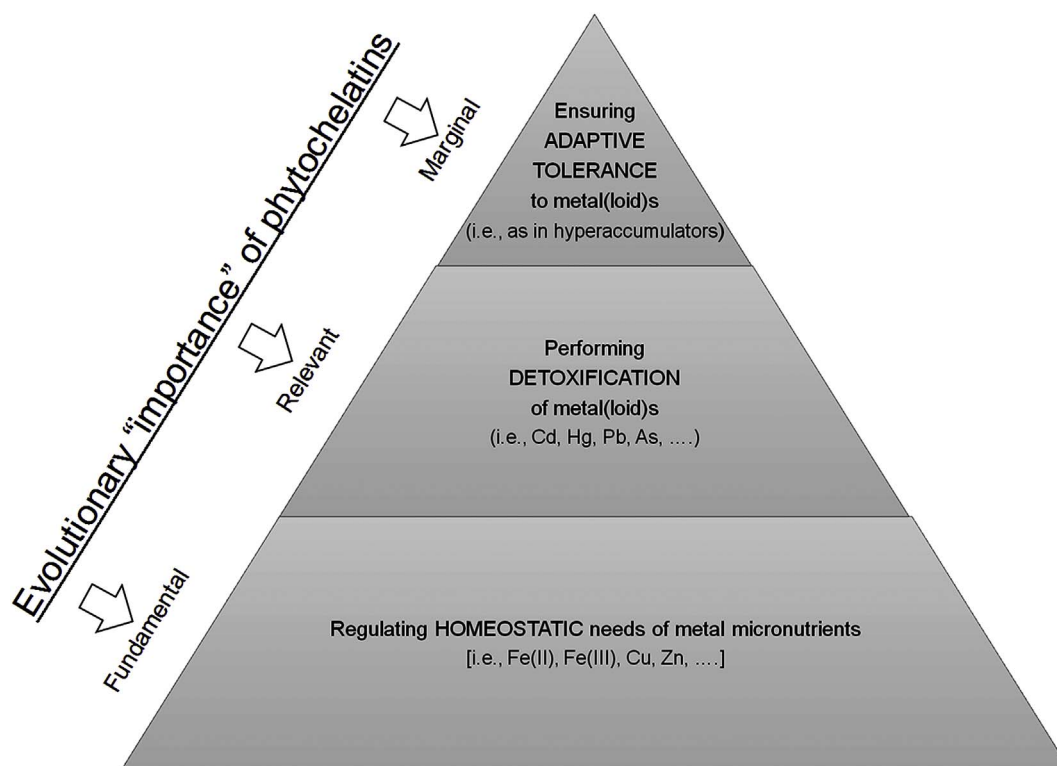 Evolutionary “importance” of phytochelatins
Marginal
Relevant
Fundamental
Ensuring
ADAPTIVE
TOLERANCE
to metal(loid)s
(i.e., as in hyperaccumulators)
Performing
DETOXIFICATION
of metal(loid)s
(i.e., Cd, Hg, Pb, As, ....)
Regulating HOMEOSTATIC needs of metal micronutrients
[i.e., Fe(II), Fe(III), Cu, Zn, ....]